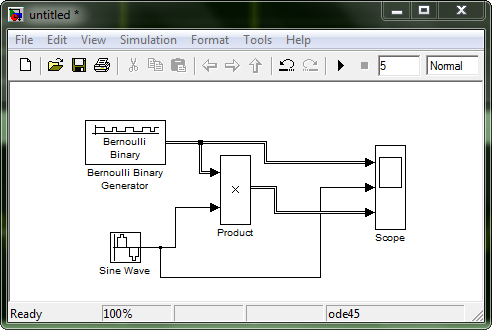 untitled *
File Edit View Simulation Format Tools Help
5 Normal
Bernoulli
Binary
Bernoulli Binary
Generator
×
Product
Scope
Sine Wave
Ready 100% ode45